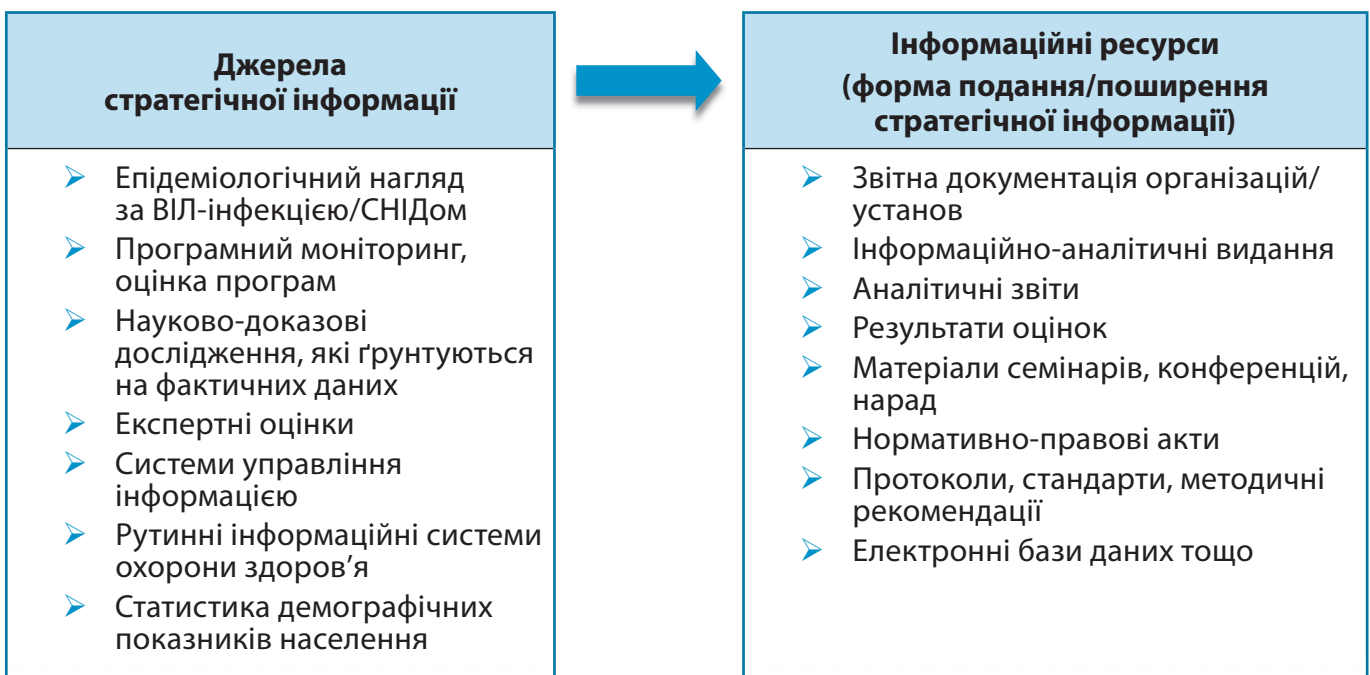 Джерела
стратегічної інформації
➢ Епідеміологічний нагляд
за ВІЛ-інфекцією/СНІДом
➢ Програмний моніторинг,
оцінка програм
➢ Науково-доказові
дослідження, які ґрунтуються
на фактичних даних
➢ Експертні оцінки
➢ Системи управління
інформацією
➢ Рутинні інформаційні системи
охорони здоров’я
➢ Статистика демографічних
показників населення
Інформаційні ресурси
(форма подання/поширення
стратегічної інформації)
➢ Звітна документація організацій/
установ
➢ Інформаційно-аналітичні видання
➢ Аналітичні звіти
➢ Результати оцінок
➢ Матеріали семінарів, конференцій,
нарад
➢ Нормативно-правові акти
➢ Протоколи, стандарти, методичні
рекомендації
➢ Електронні бази даних тощо